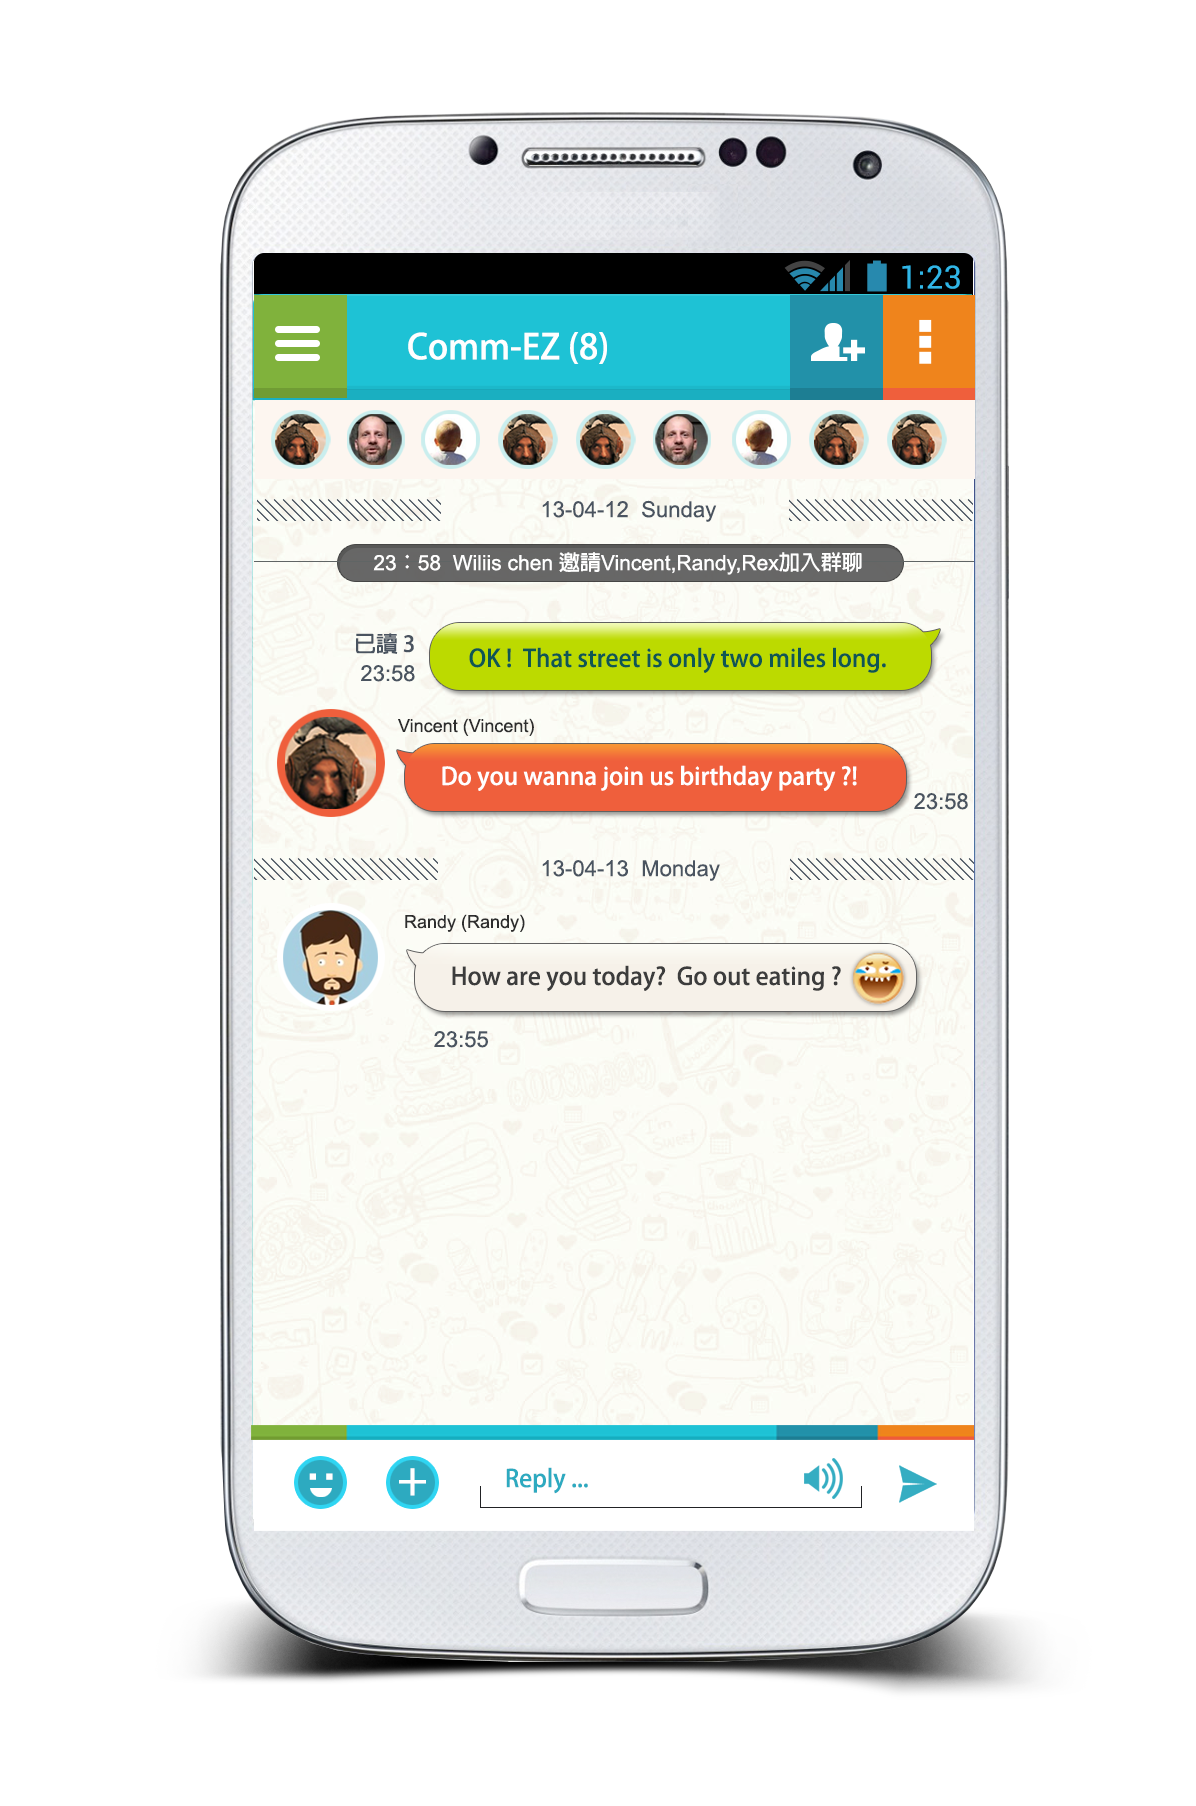 1:23
Comm-EZ (8)
13-04-12 Sunday
23：58 Wiliis chen 邀請Vincent,Randy,Rex加入群聊
已讀 3
23:58
OK ! That street is only two miles long.
Vincent (Vincent)
Do you wanna join us birthday party ?!
23:58
13-04-13 Monday
Randy (Randy)
How are you today? Go out eating ?
23:55
I'm
Sweet
Reply ...